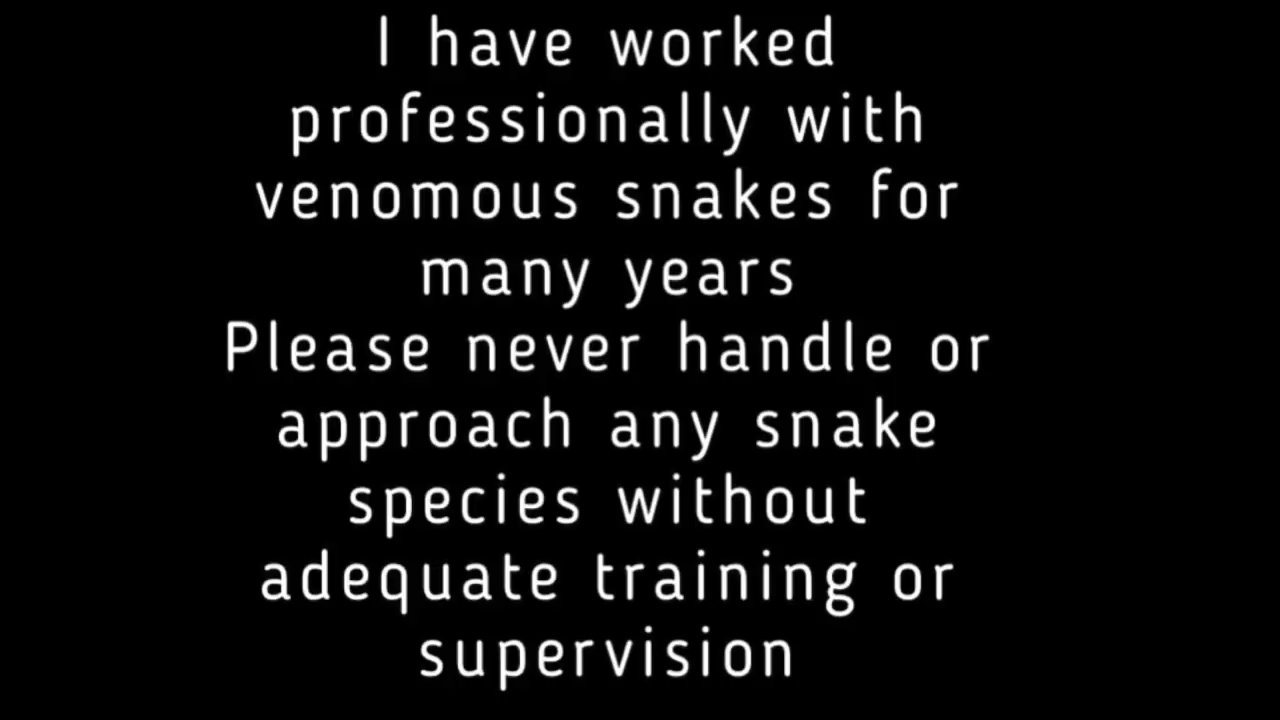 I have worked
professionally with
venomous snakes for
many years
Please never handle or
approach any snake
species without
adequate training or
supervision